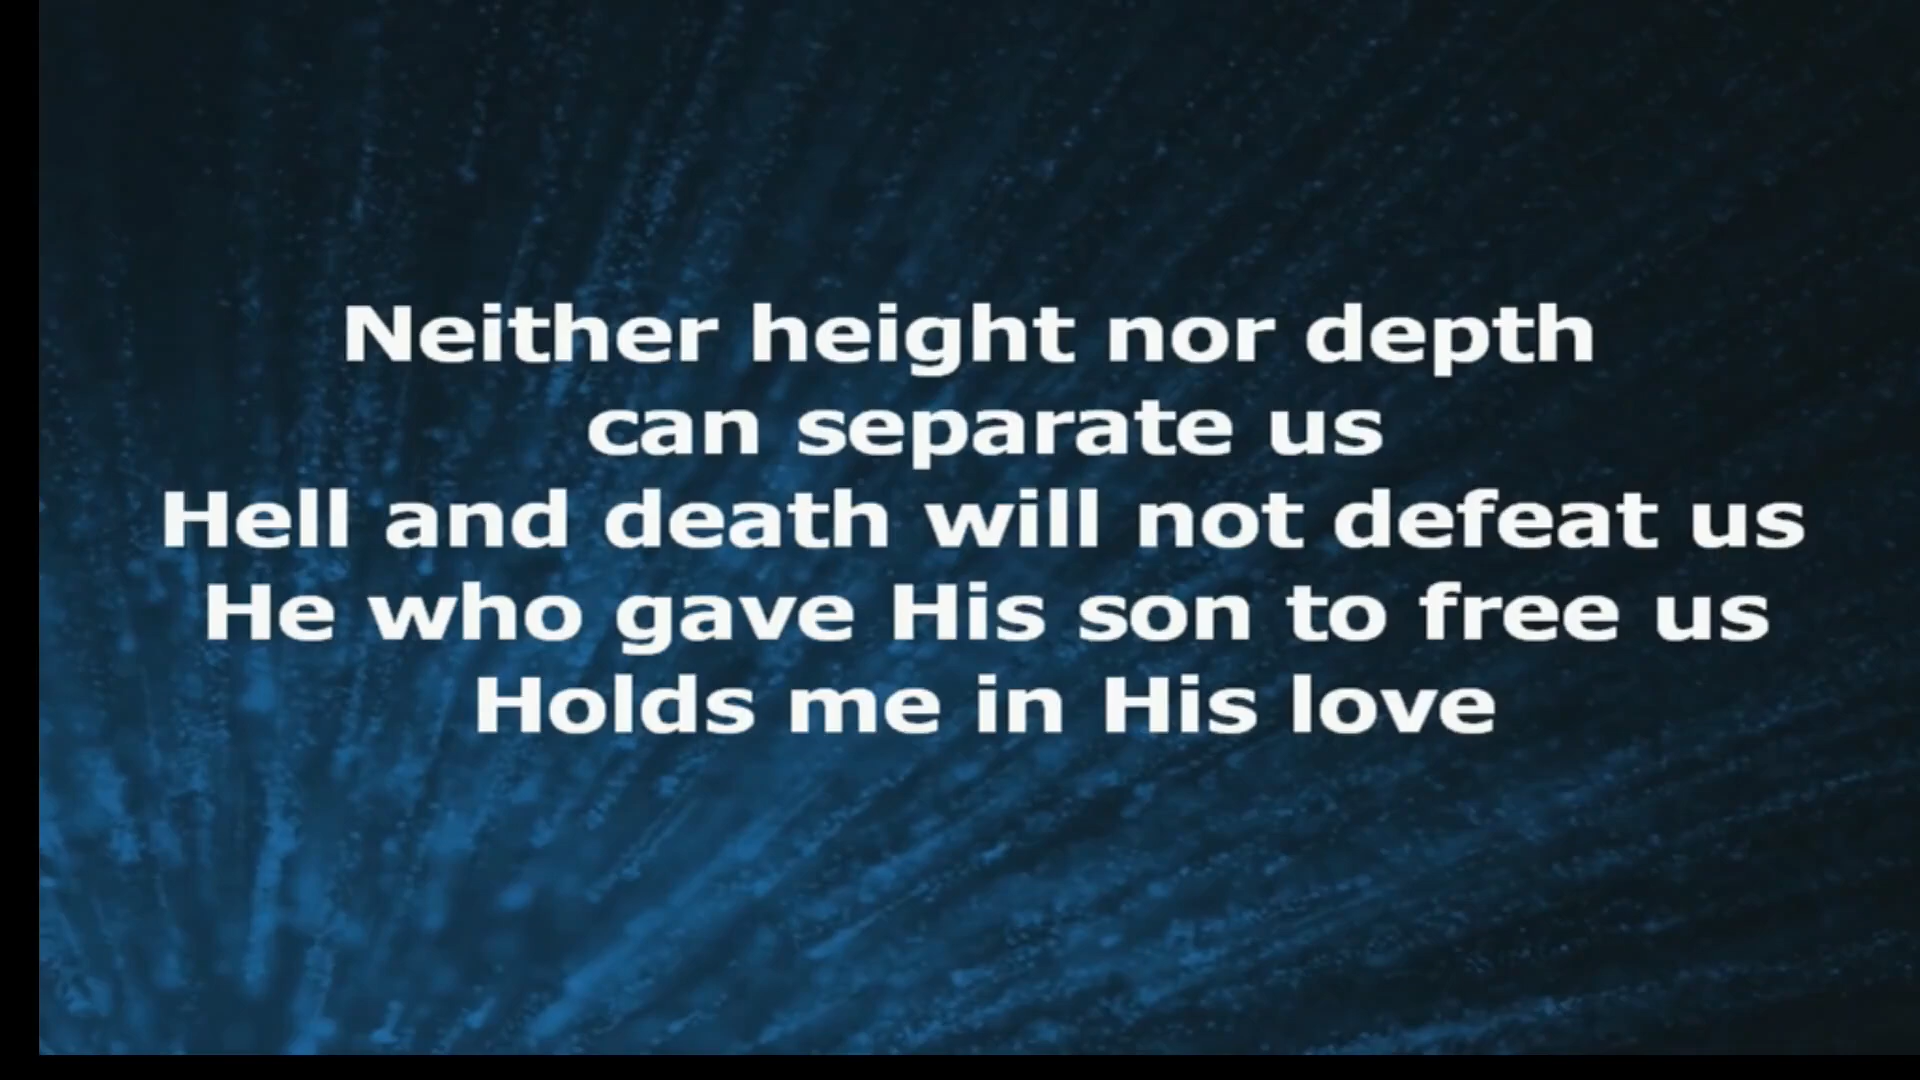 Neither height nor depth
can separate us
Hell and death will not defeat us
He who gave His son to free us
Holds me in His love